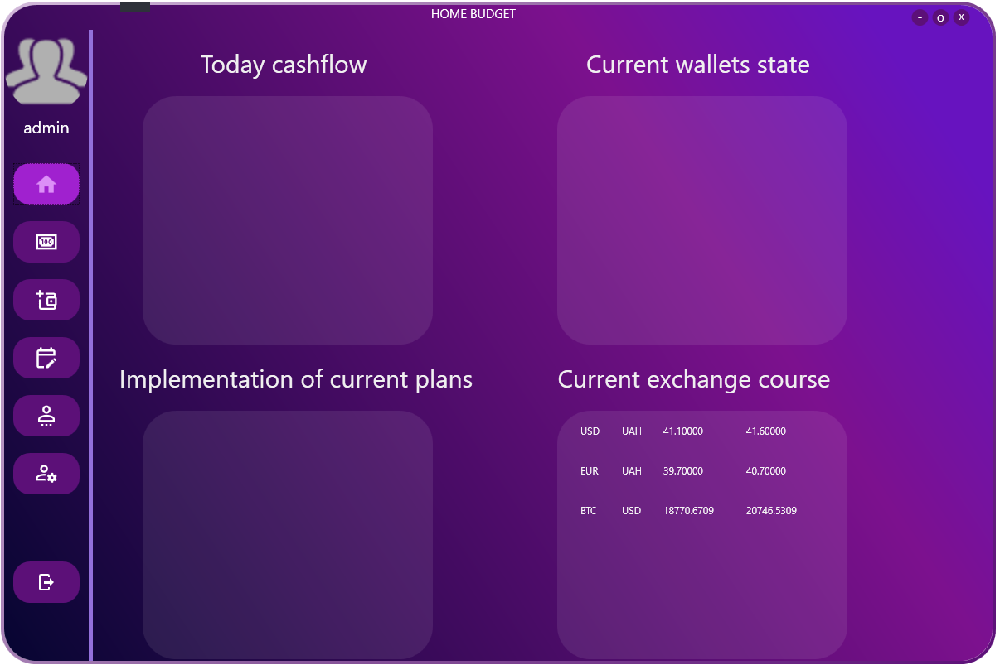 HOME BUDGET
- o x
admin
100
Today cashflow
Current wallets state
Implementation of current plans
Current exchange course
USD UAH 41.10000 41.60000
EUR UAH 39.70000 40.70000
BTC USD 18770.6709 20746.5309